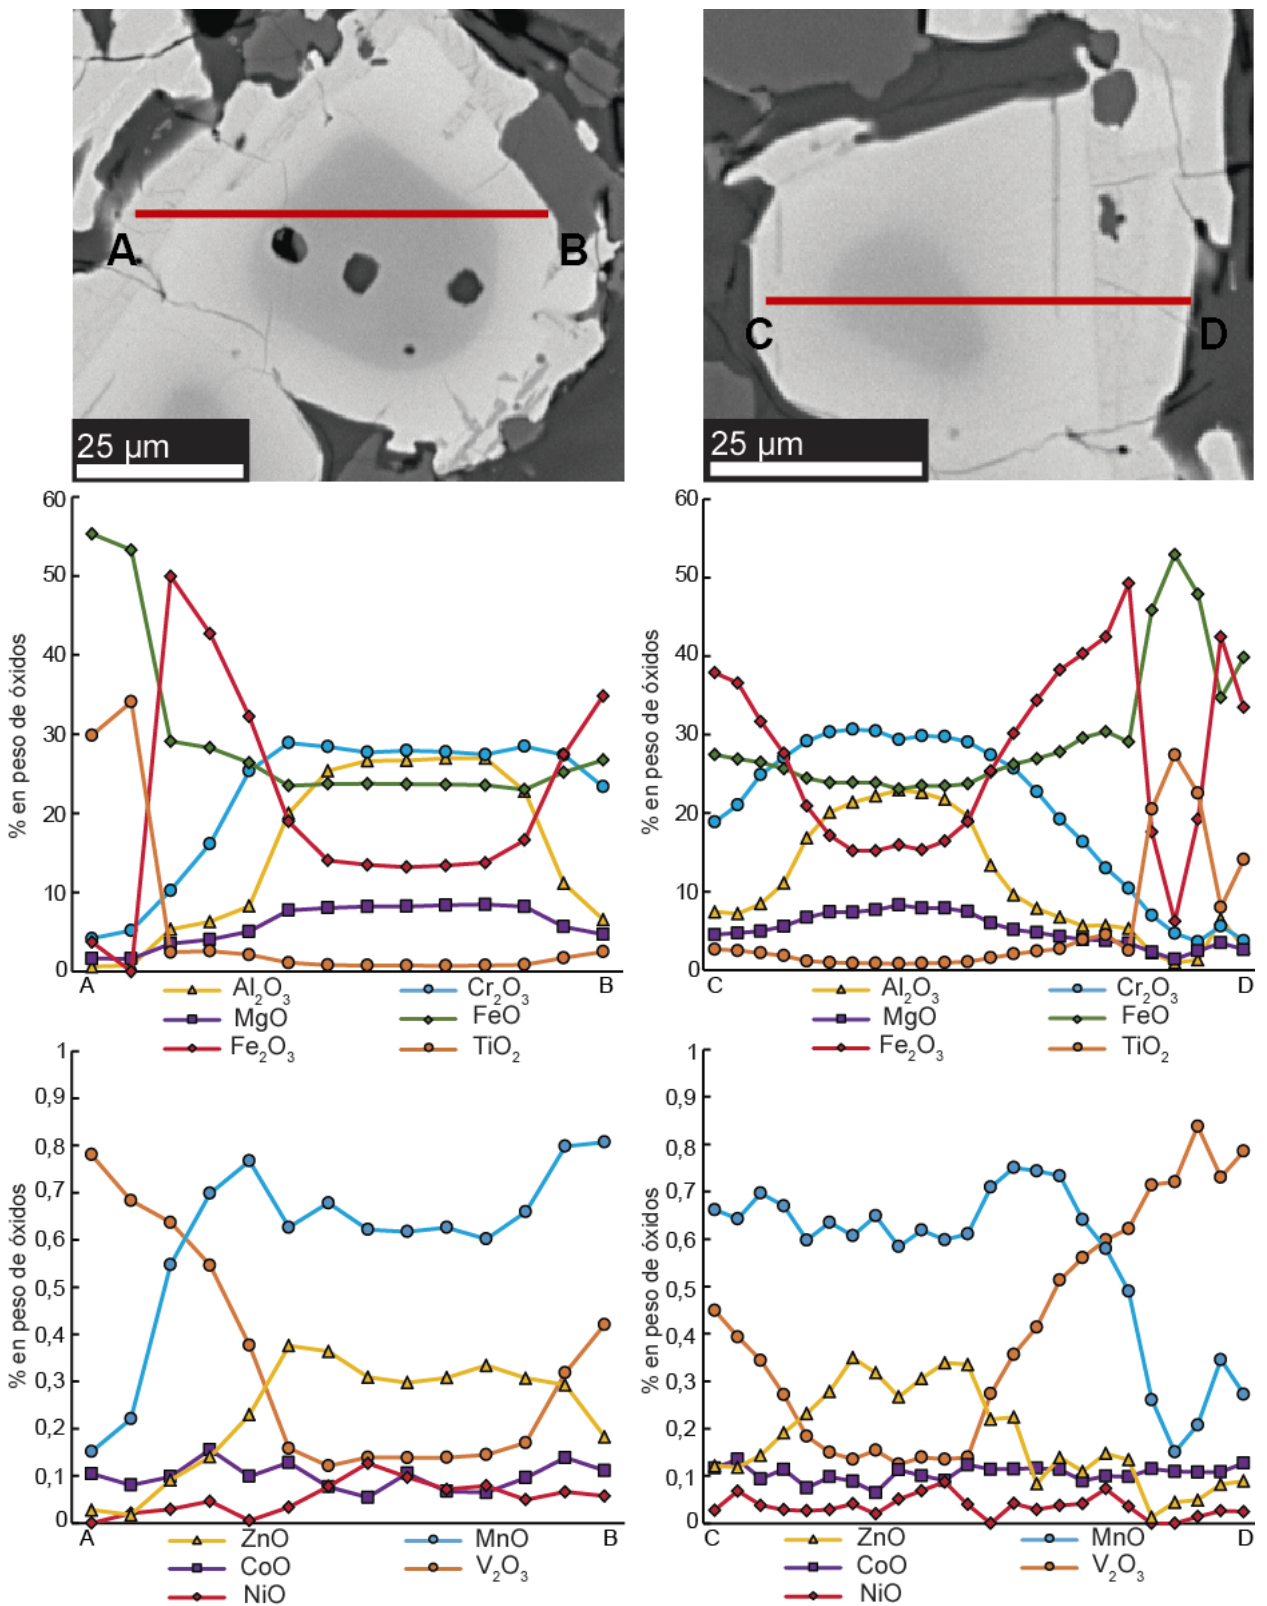 A B
25 µm
C D
25 µm
% en peso de óxidos
60
50
40
30
20
10
0
A B
Al2O3 Cr2O3
MgO FeO
Fe2O3 TiO2
% en peso de óxidos
60
50
40
30
20
10
0
C D
Al2O3 Cr2O3
MgO FeO
Fe2O3 TiO2
% en peso de óxidos
1
0,9
0,8
0,7
0,6
0,5
0,4
0,3
0,2
0,1
0
A B
ZnO MnO
CoO V2O3
NiO
% en peso de óxidos
1
0,9
0,8
0,7
0,6
0,5
0,4
0,3
0,2
0,1
0
C D
ZnO MnO
CoO V2O3
NiO